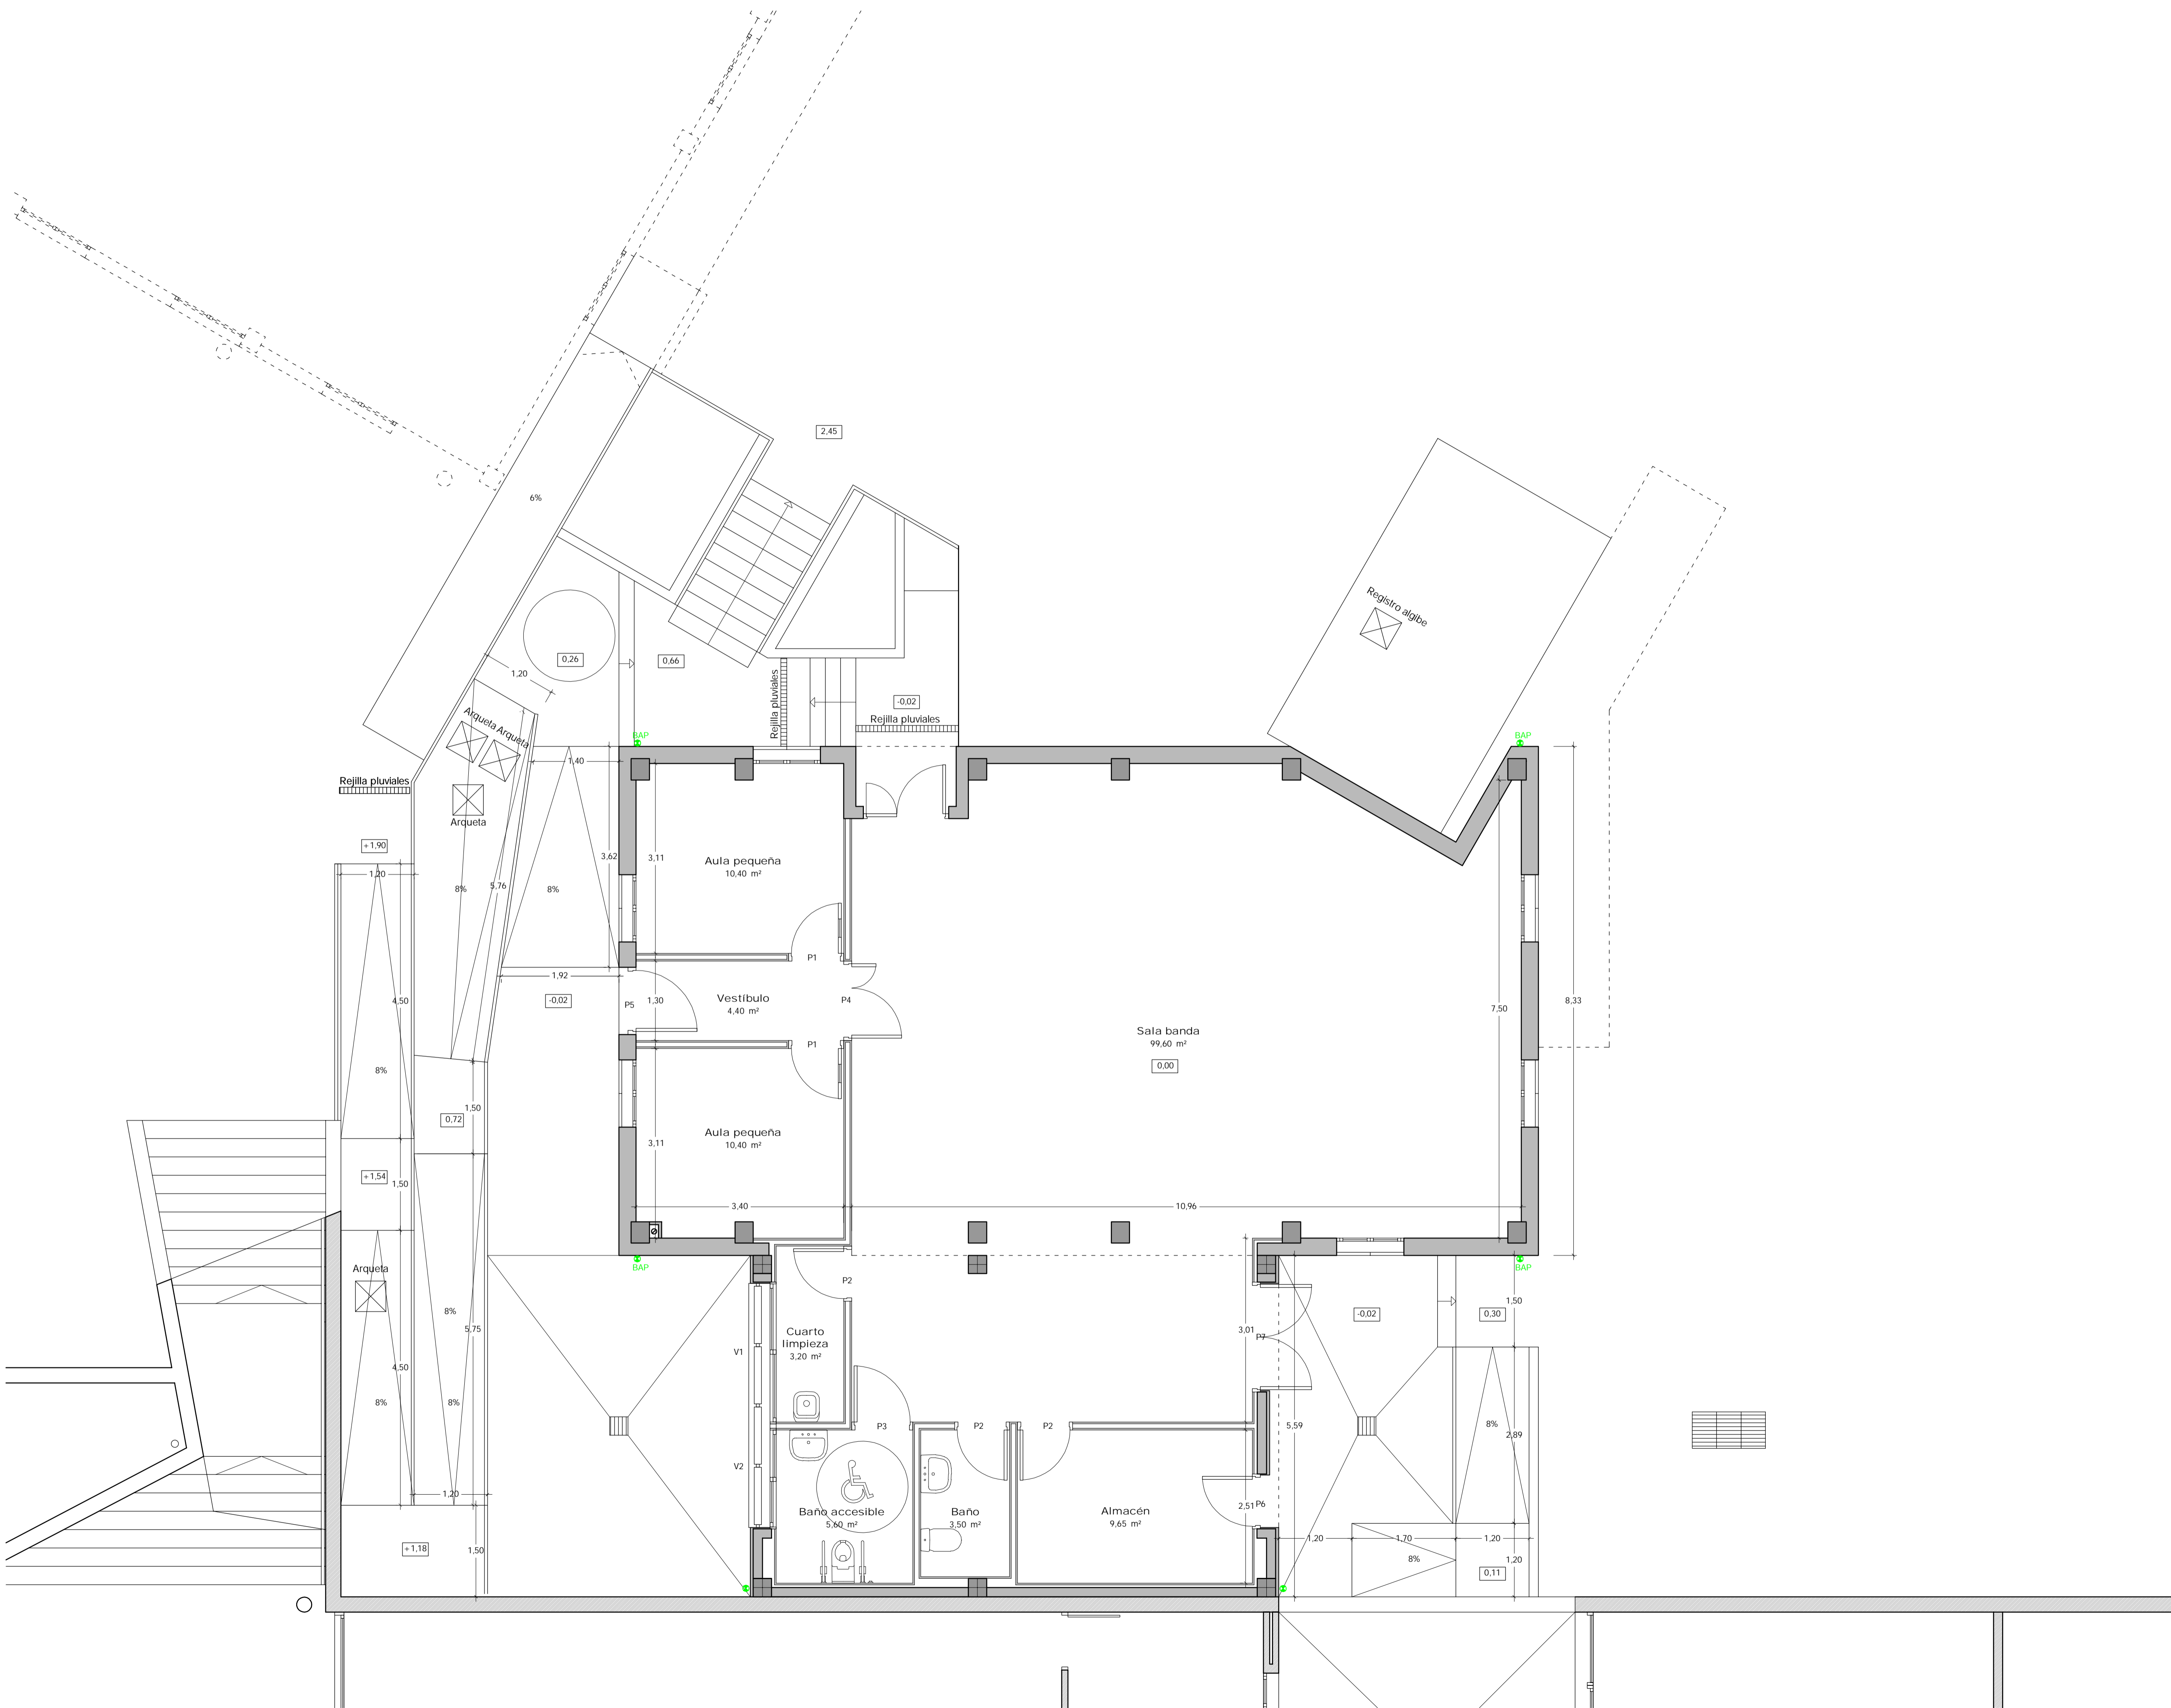 2,45
6%
Registro algibe
0,26
0,66
1,20
Rejilla pluviales
-0,02
Rejilla pluviales
Arqueta
Arqueta
BAP
BAP
1,40
Rejilla pluviales
Arqueta
+1,90
1,20
8%
5,76
8%
3,62
3,11
Aula pequeña
10,40 m²
P1
1,92
-0,02
P5
1,30
Vestíbulo
4,40 m²
P4
4,50
7,50
8,33
Sala banda
99,60 m²
0,00
P1
8%
1,50
0,72
3,11
Aula pequeña
10,40 m²
+1,54
1,50
3,40
10,96
BAP
BAP
Arqueta
P2
8%
5,75
Cuarto
limpieza
3,20 m²
V1
3,01
P7
-0,02
0,30
1,50
4,50
8%
8%
P3
P2
P2
5,59
8%
2,89
V2
1,20
Baño accesible
5,60 m²
Baño
3,50 m²
Almacén
9,65 m²
2,51
P6
+1,18
1,50
1,20
1,70
1,20
8%
1,20
0,11